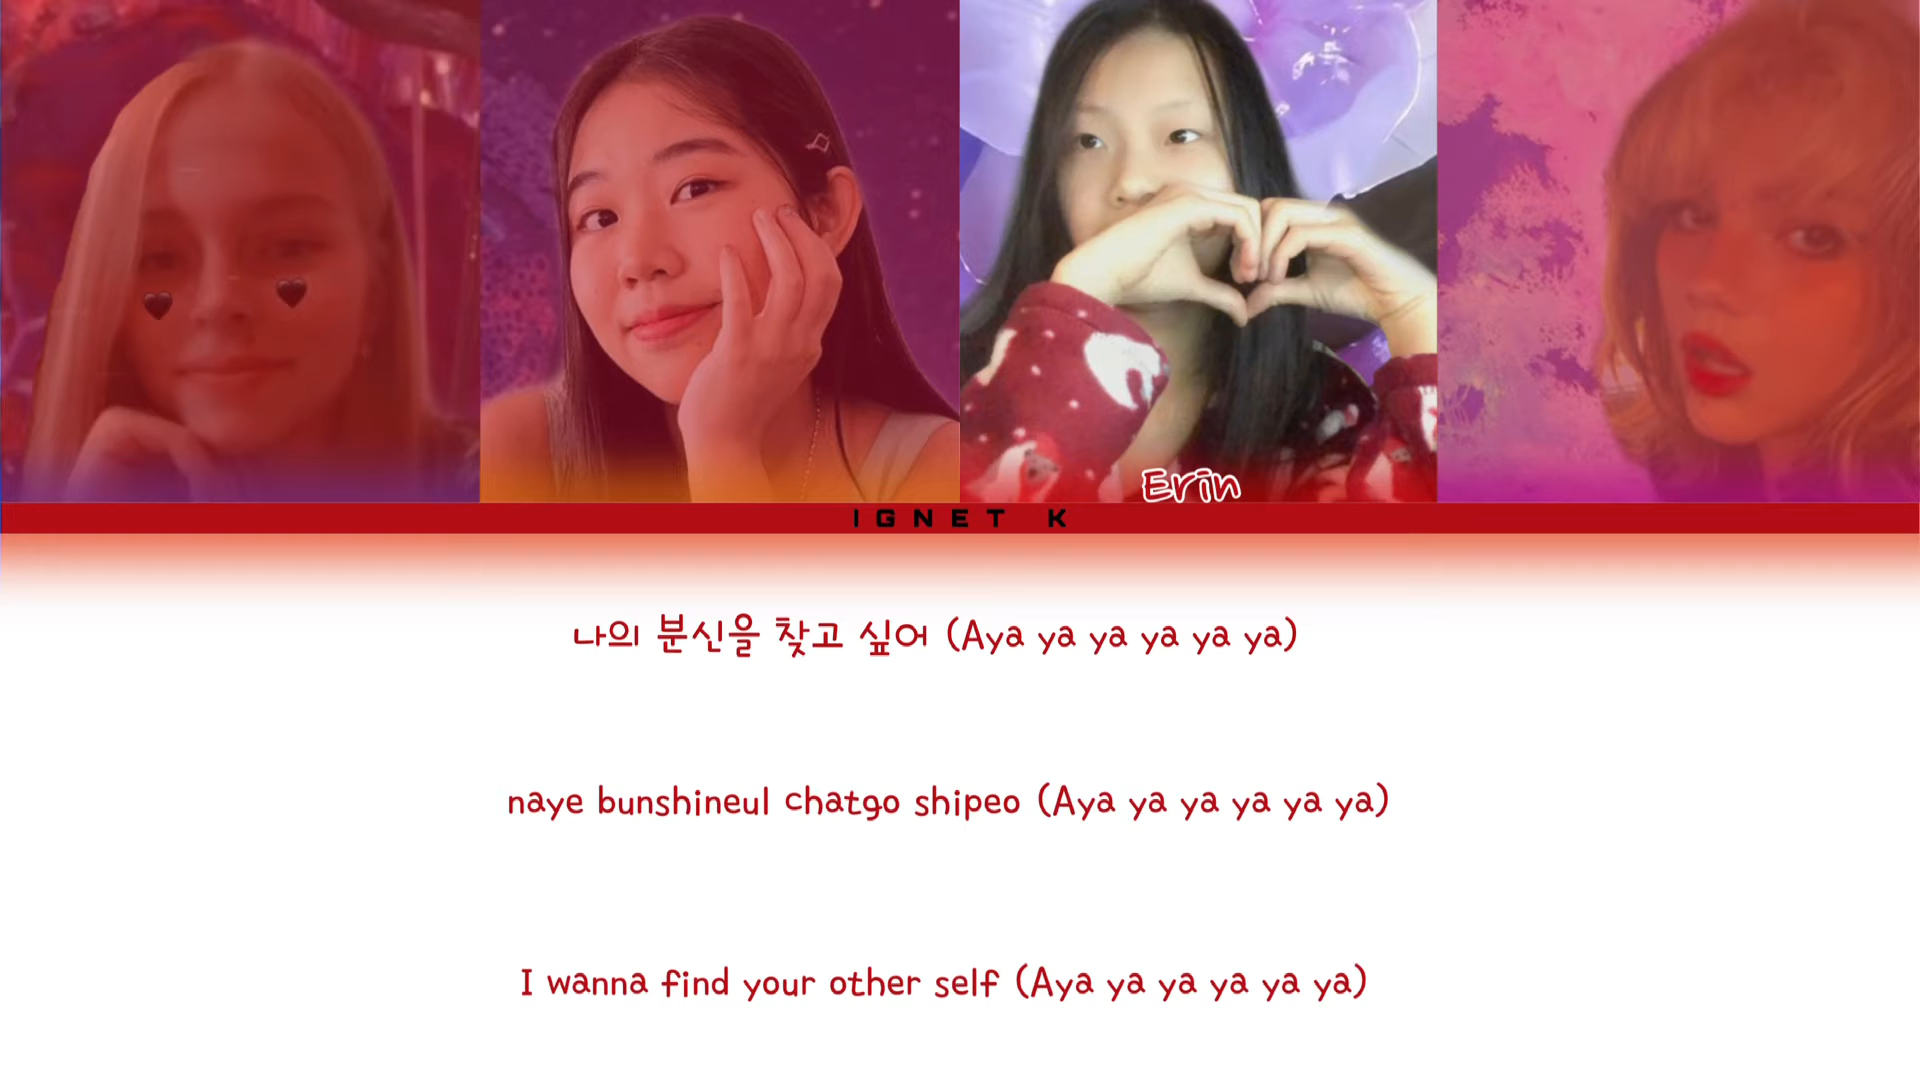 Erin
IGNET K
나의 분신을 찾고 싶어 (Aya ya ya ya ya ya)
naye bunshineul chatgo shipeo (Aya ya ya ya ya ya)
I wanna find your other self (Aya ya ya ya ya ya)